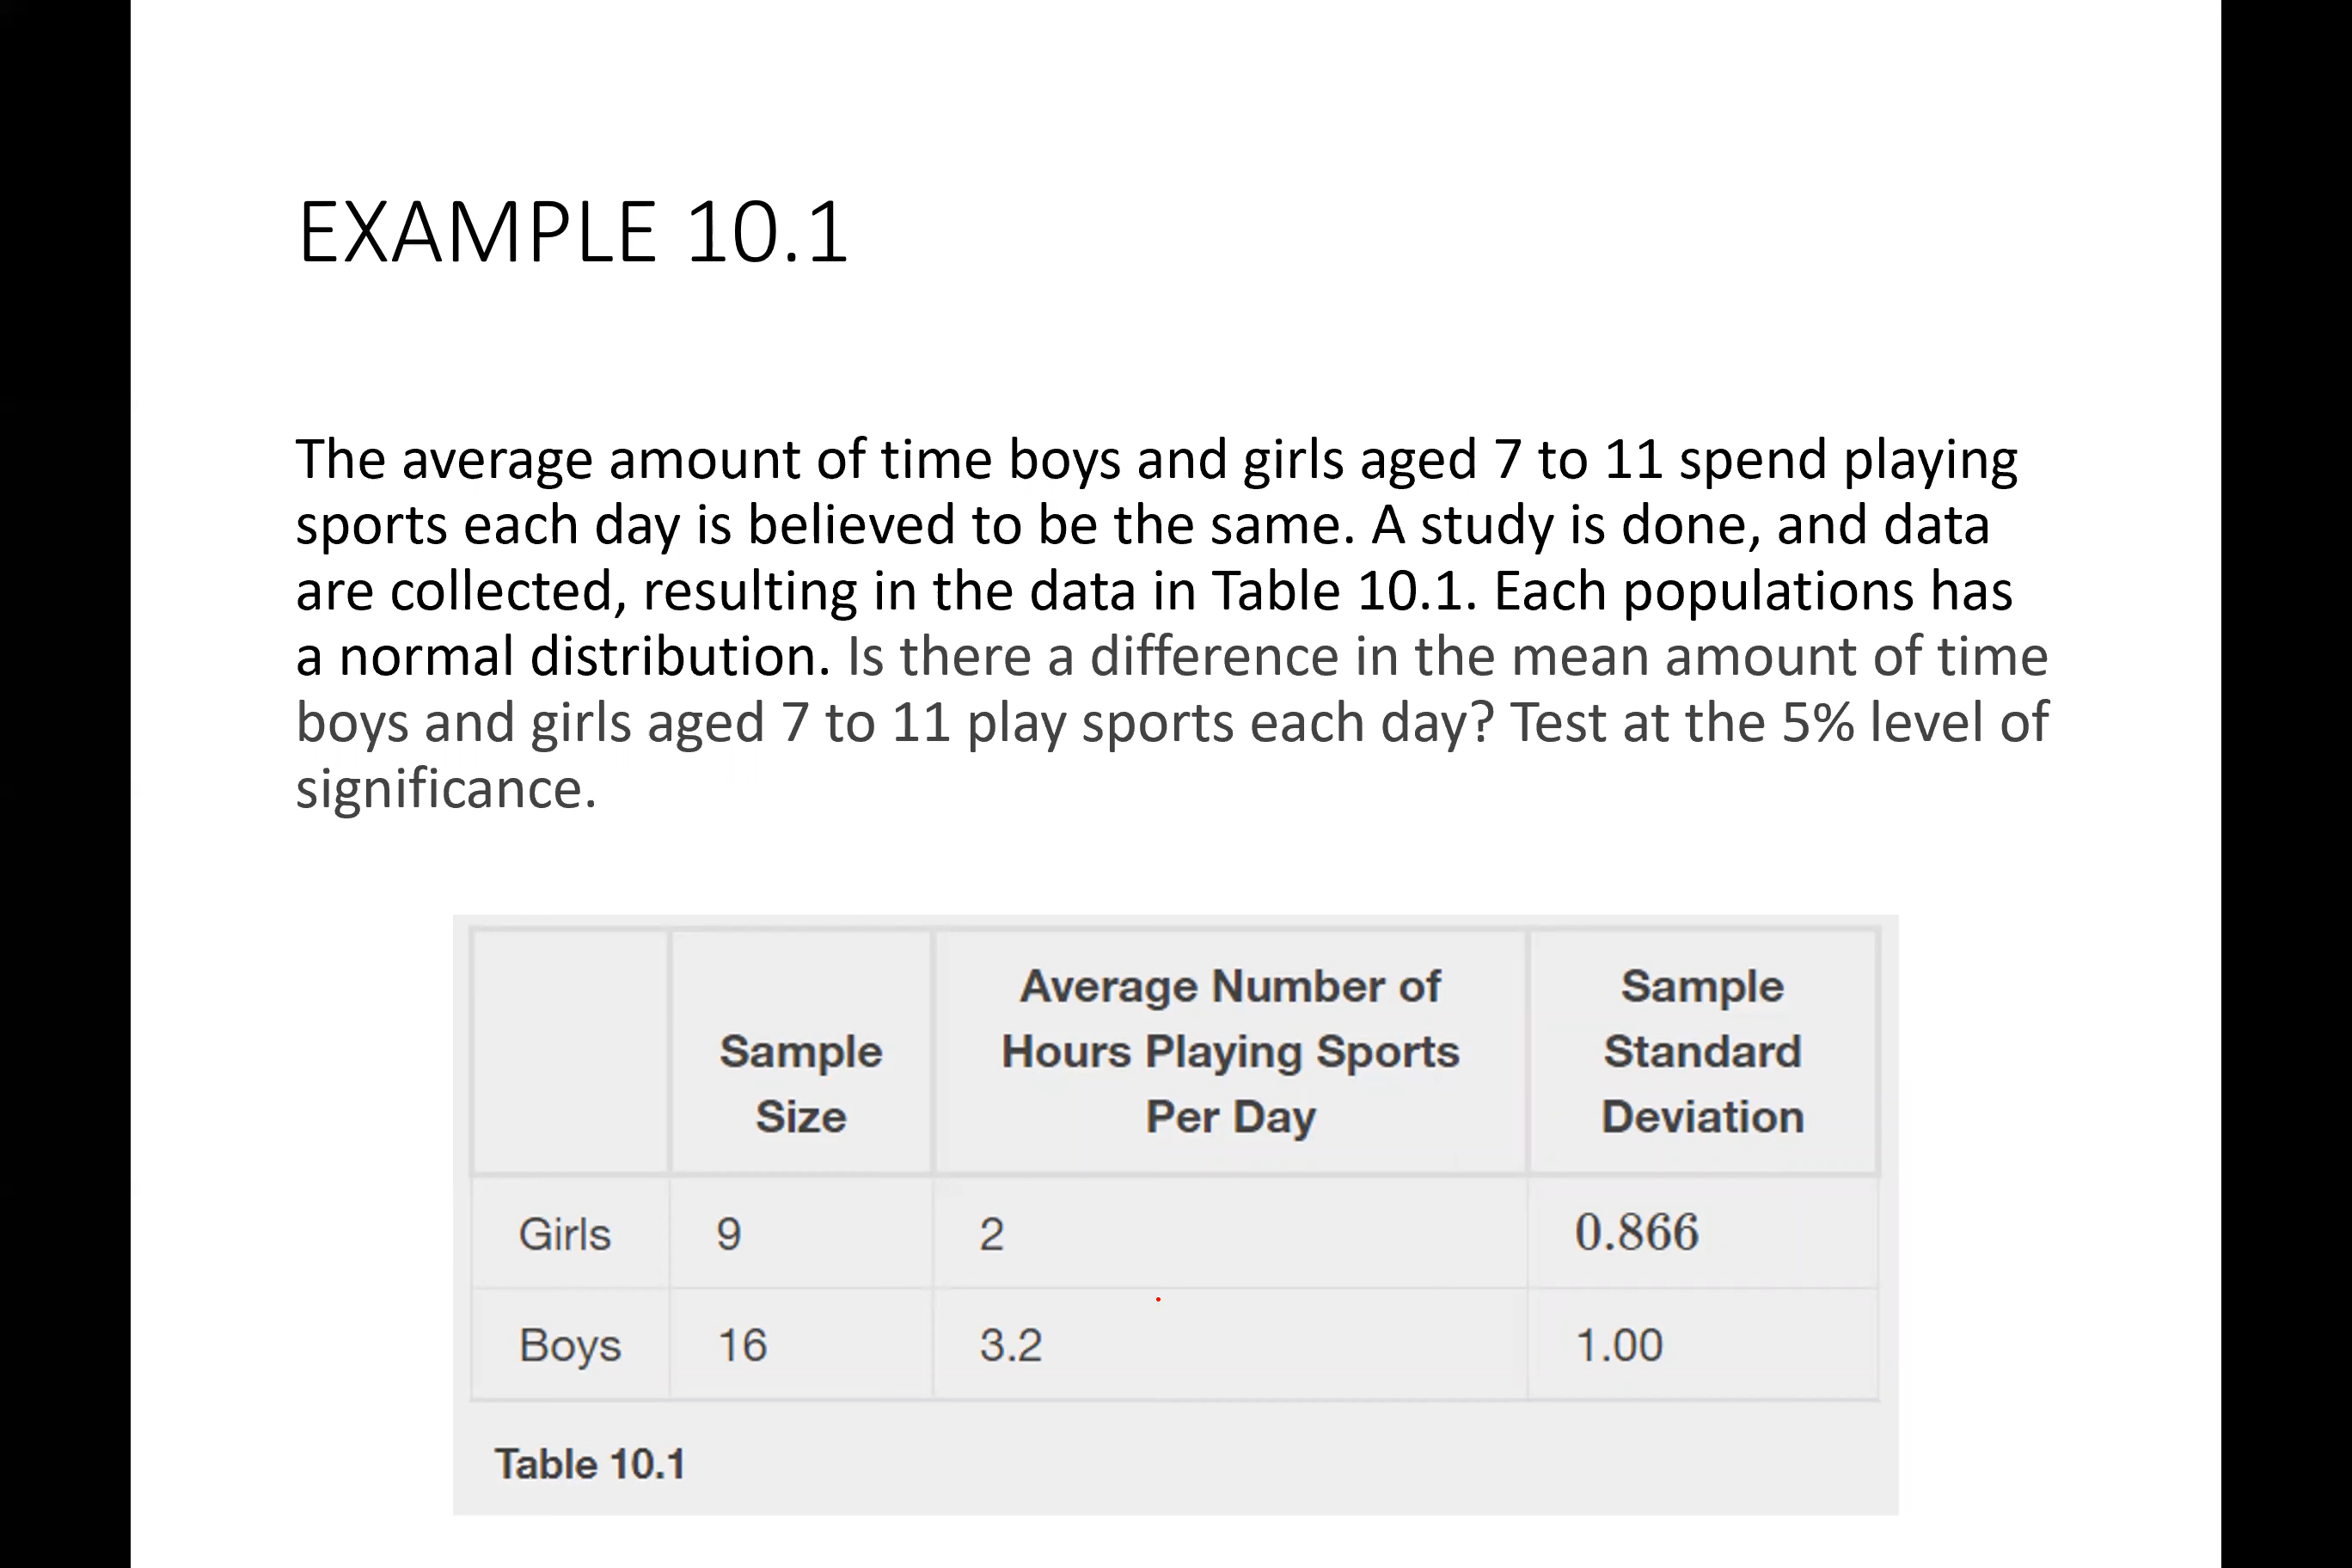 EXAMPLE 10.1
The average amount of time boys and girls aged 7 to 11 spend playing
sports each day is believed to be the same. A study is done, and data
are collected, resulting in the data in Table 10.1. Each populations has
a normal distribution. Is there a difference in the mean amount of time
boys and girls aged 7 to 11 play sports each day? Test at the 5% level of
significance.
Sample Size Average Number of Hours Playing Sports Per Day Sample Standard Deviation
Girls 9 2 0.866
Boys 16 3.2 1.00
Table 10.1